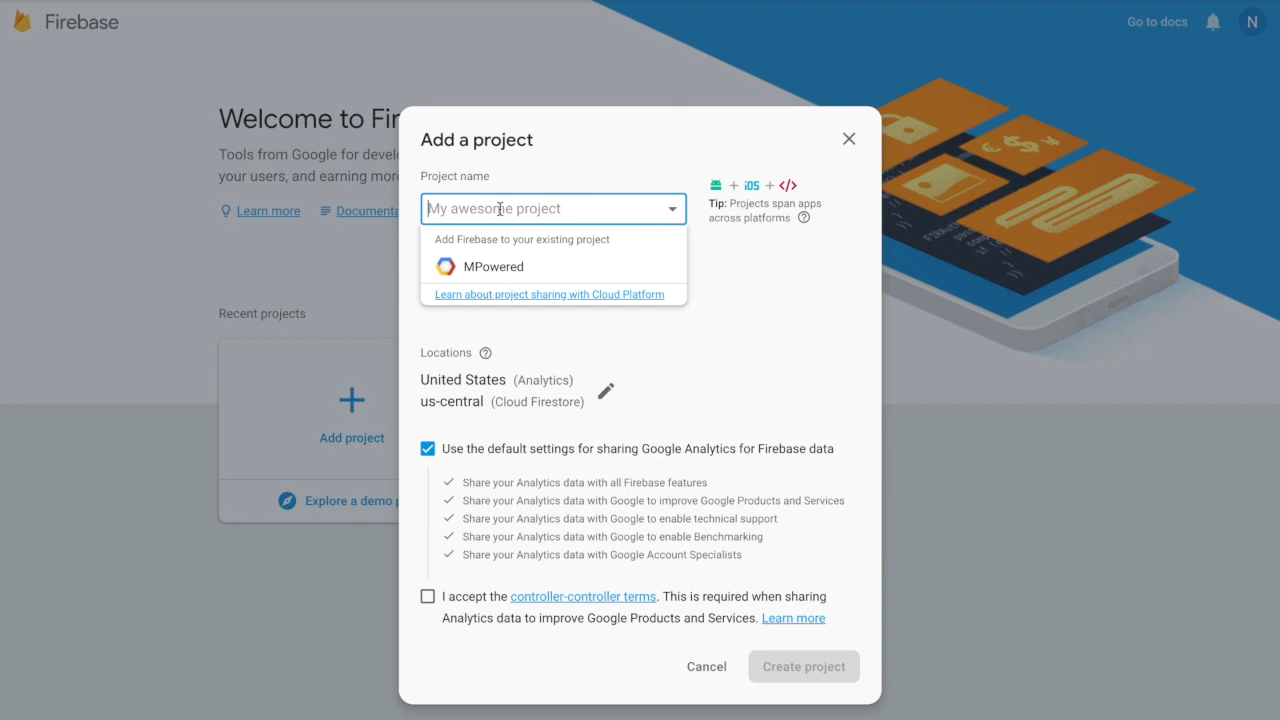 Firebase
Go to docs
N
Welcome to Fir
Tools from Google for develo
your users, and earning mor
Learn more
Documenta
Recent projects
Add project
Explore a demo p
Add a project
Project name
My awesome project
Add Firebase to your existing project
MPowered
Learn about project sharing with Cloud Platform
+ iOS + </>
Tip: Projects span apps
across platforms
Locations
United States (Analytics)
us-central (Cloud Firestore)
Use the default settings for sharing Google Analytics for Firebase data
Share your Analytics data with all Firebase features
Share your Analytics data with Google to improve Google Products and Services
Share your Analytics data with Google to enable technical support
Share your Analytics data with Google to enable Benchmarking
Share your Analytics data with Google Account Specialists
I accept the controller-controller terms. This is required when sharing
Analytics data to improve Google Products and Services. Learn more
Cancel
Create project